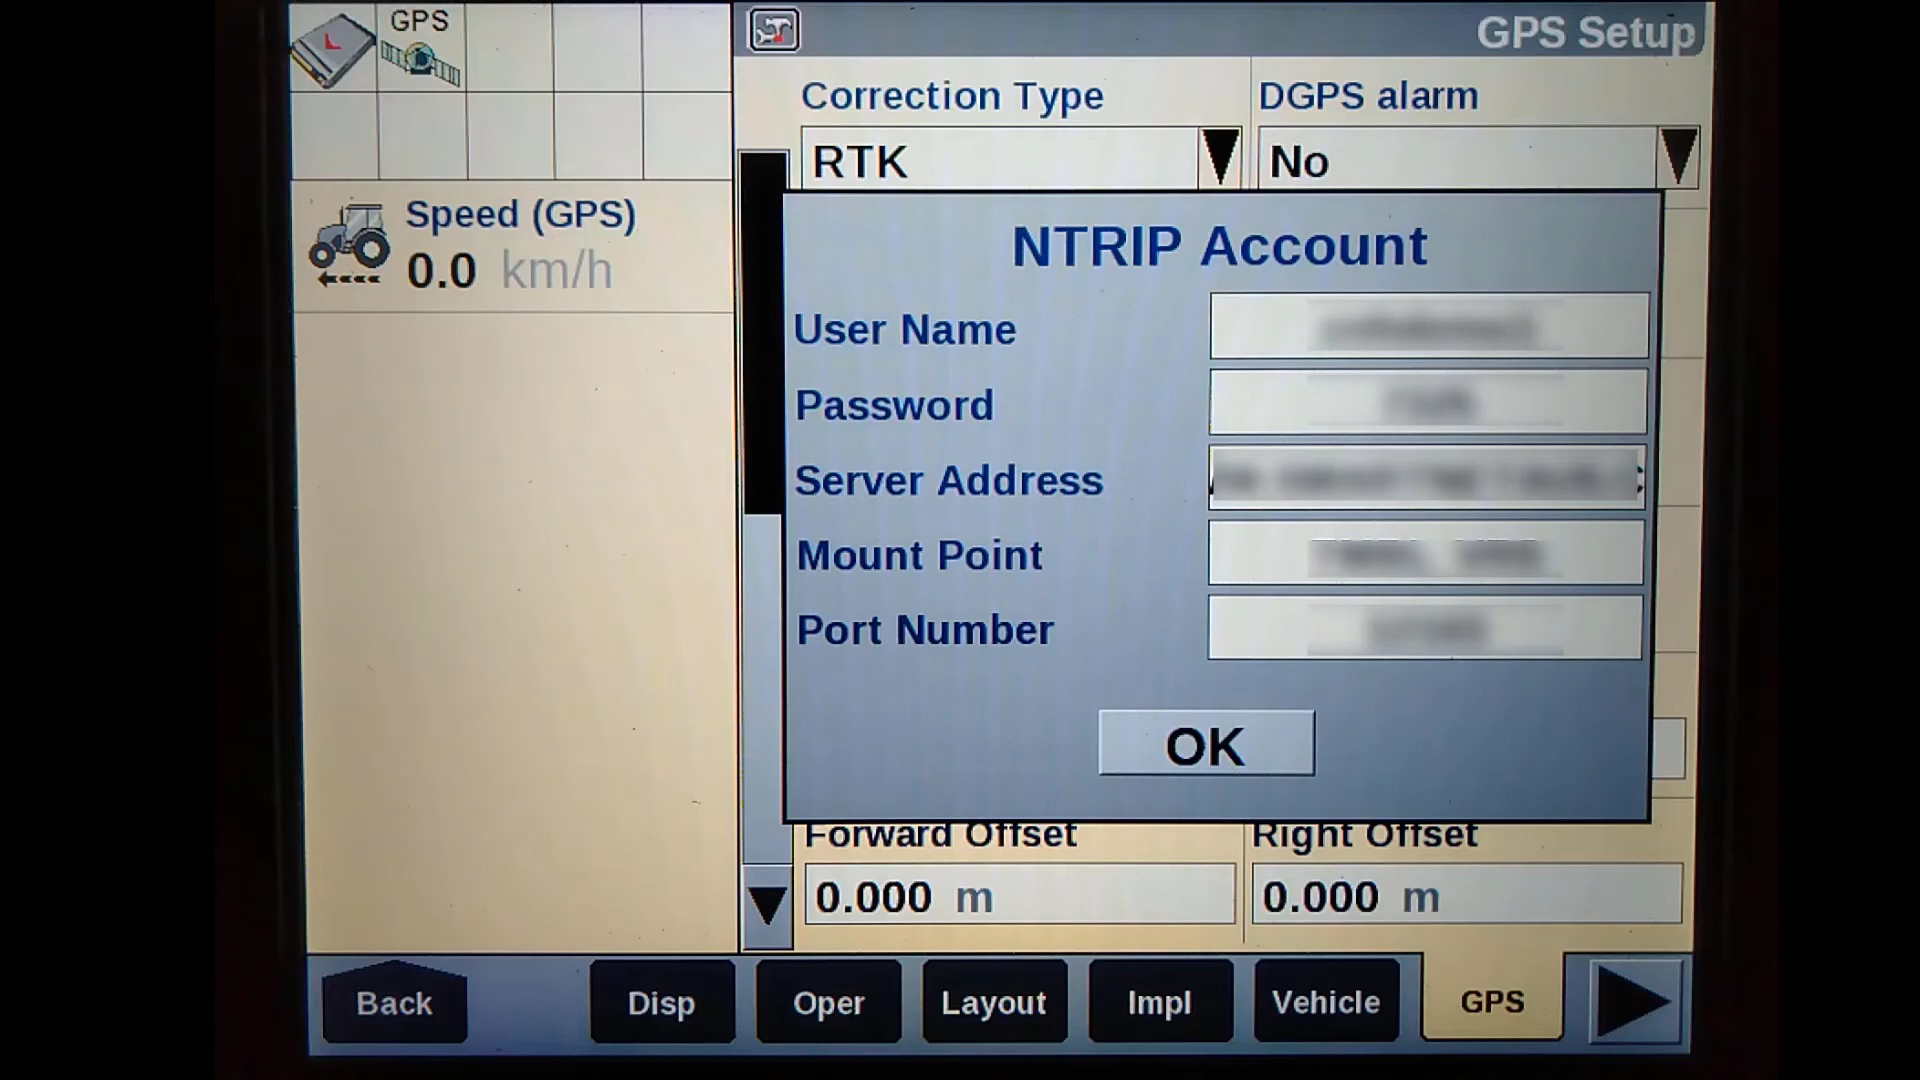 GPS
GPS Setup
Speed (GPS)
0.0 km/h
Correction Type
DGPS alarm
RTK
No
NTRIP Account
User Name
Password
Server Address
Mount Point
Port Number
OK
Forward Offset
Right Offset
0.000 m
0.000 m
Back
Disp
Oper
Layout
Impl
Vehicle
GPS